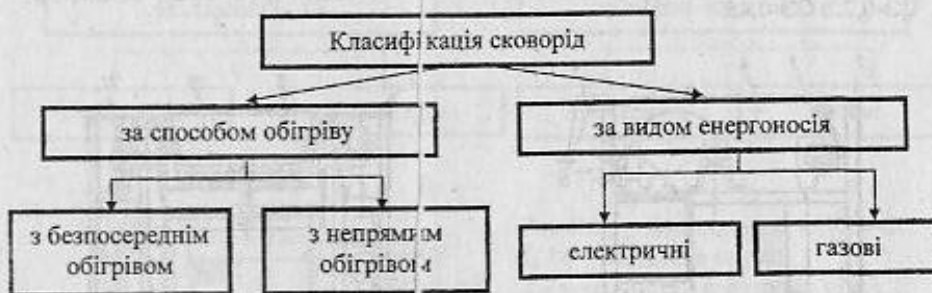 Класифікація сковорід
за способом обігріву
за видом енергоносія
з безпосереднім
обігрівом
з непрямим
обігрівом
електричні
газові